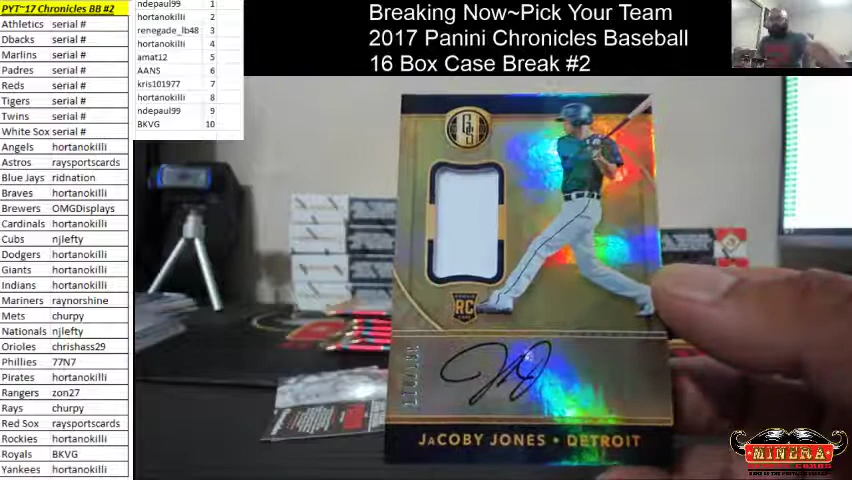 PYT~17 Chronicles BB #2
Athletics serial #
Dbacks serial #
Marlins serial #
Padres serial #
Reds serial #
Tigers serial #
Twins serial #
White Sox serial #
Angels hortanokilli
Astros raysportscards
Blue Jays ridnation
Braves hortanokilli
Brewers OMGDisplays
Cardinals hortanokilli
Cubs njlefty
Dodgers hortanokilli
Giants hortanokilli
Indians hortanokilli
Mariners raynorshine
Mets churpy
Nationals njlefty
Orioles chrishass29
Phillies 77N7
Pirates hortanokilli
Rangers zon27
Rays churpy
Red Sox raysportscards
Rockies hortanokilli
Royals BKVG
Yankees hortanokilli
ndepaul99 1
hortanokilli 2
renegade_lb48 3
hortanokilli 4
amat12 5
AANS 6
kris101977 7
hortanokilli 8
ndepaul99 9
BKVG 10
Breaking Now~Pick Your Team
2017 Panini Chronicles Baseball
16 Box Case Break #2
GS
RC
JJ
JaCOBY JONES • DETROIT
MINERA